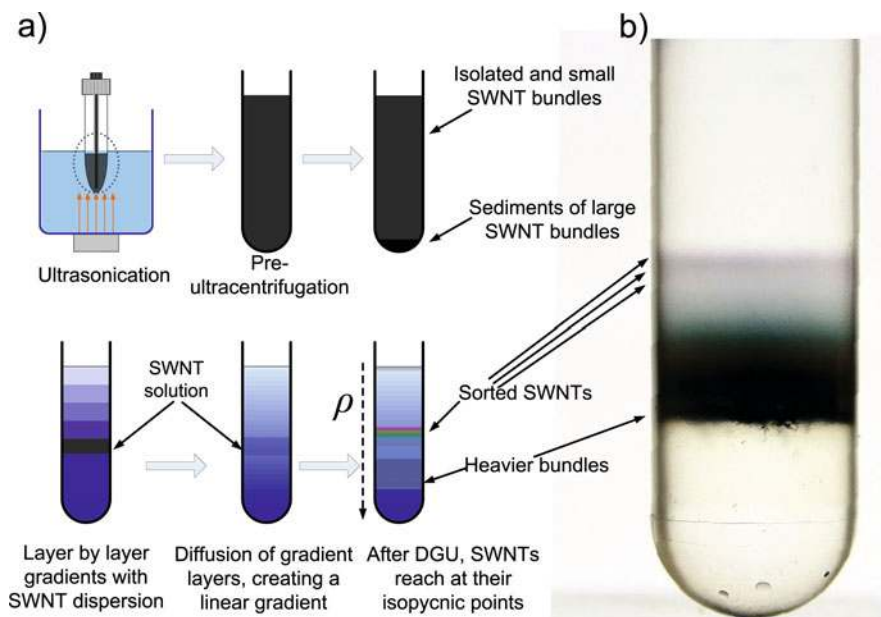 a)
b)
Isolated and small
SWNT bundles
Sediments of large
SWNT bundles
Ultrasonication
Pre-
ultracentrifugation
SWNT
solution
ρ
Sorted SWNTs
Heavier bundles
Layer by layer
gradients with
SWNT dispersion
Diffusion of gradient
layers, creating a
linear gradient
After DGU, SWNTs
reach at their
isopycnic points